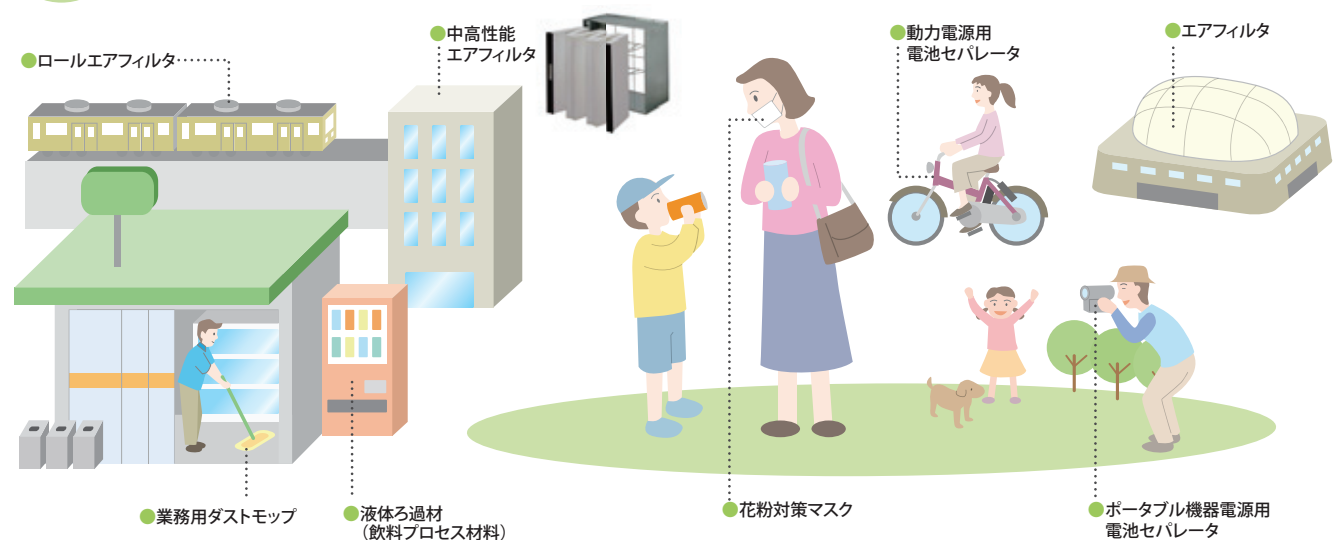 ●ロールエアフィルタ
●中高性能
エアフィルタ
●動力電源用
電池セパレータ
●エアフィルタ
●業務用ダストモップ
●液体ろ過材
（飲料プロセス材料）
●花粉対策マスク
●ポータブル機器電源用
電池セパレータ